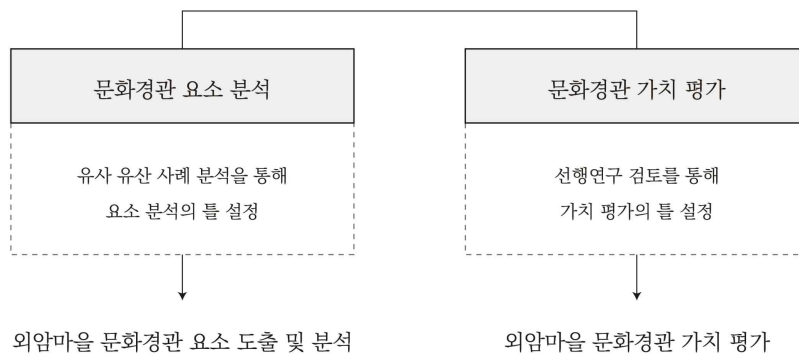 문화경관 요소 분석
유사 유산 사례 분석을 통해
요소 분석의 틀 설정
외암마을 문화경관 요소 도출 및 분석
문화경관 가치 평가
선행연구 검토를 통해
가치 평가의 틀 설정
외암마을 문화경관 가치 평가